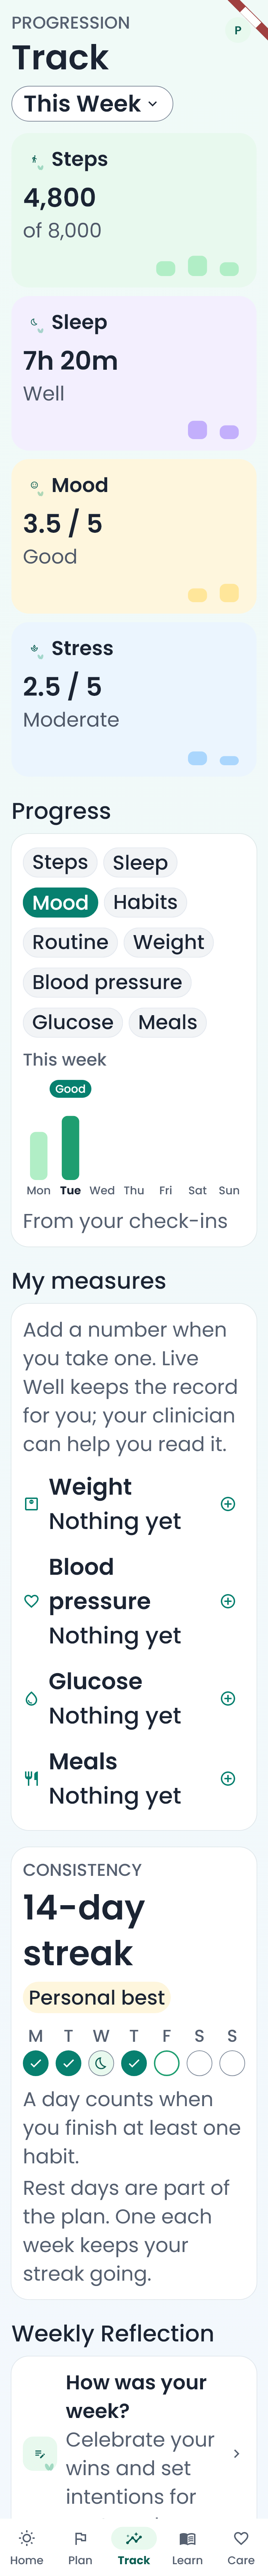 PROGRESSION
P
Track
This Week
Steps
4,800
of 8,000
Sleep
7h 20m
Well
Mood
3.5 / 5
Good
Stress
2.5 / 5
Moderate
Progress
Steps
Sleep
Mood
Habits
Routine
Weight
Blood pressure
Glucose
Meals
This week
Good
Mon Tue Wed Thu Fri Sat Sun
From your check-ins
My measures
Add a number when
you take one. Live
Well keeps the record
for you; your clinician
can help you read it.
Weight
Nothing yet
Blood
pressure
Nothing yet
Glucose
Nothing yet
Meals
Nothing yet
CONSISTENCY
14-day
streak
Personal best
M T W T F S S
A day counts when
you finish at least one
habit.
Rest days are part of
the plan. One each
week keeps your
streak going.
Weekly Reflection
How was your
week?
Celebrate your
wins and set
intentions for
Home Plan Track Learn Care